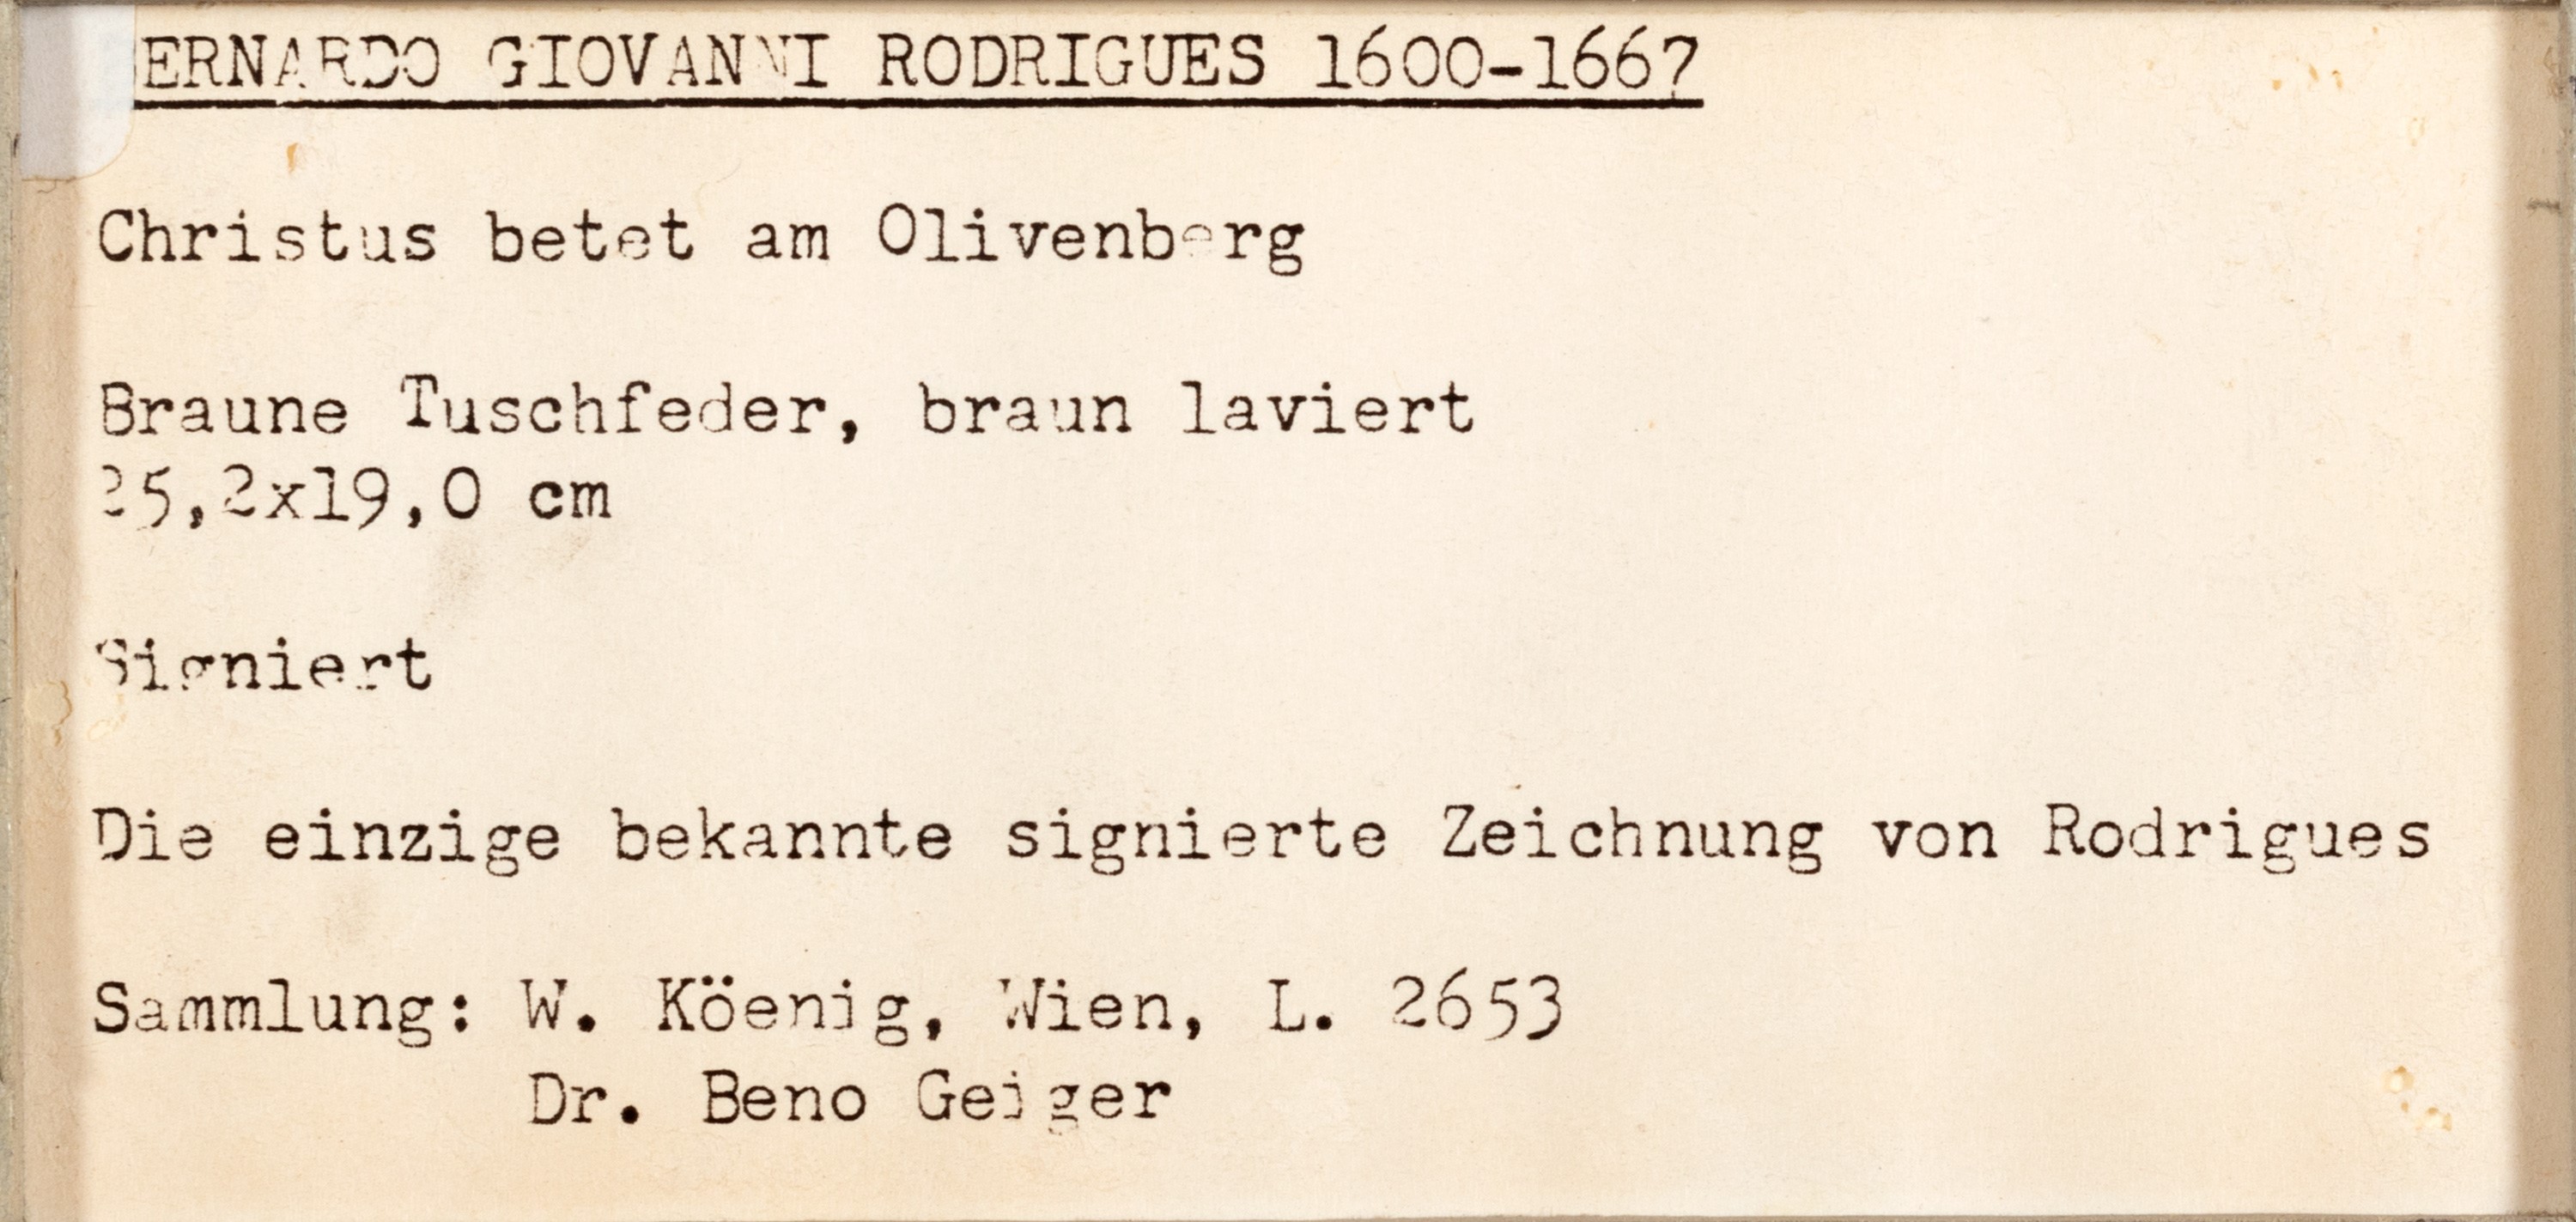 BERNARDO GIOVANNI RODRIGUES 1600-1667
Christus betet am Olivenberg
Braune Tuschfeder, braun laviert
25,2x19,0 cm
Signiert
Die einzige bekannte signierte Zeichnung von Rodrigues
Sammlung: W. Köenig, Wien, L. 2653
Dr. Beno Geiger